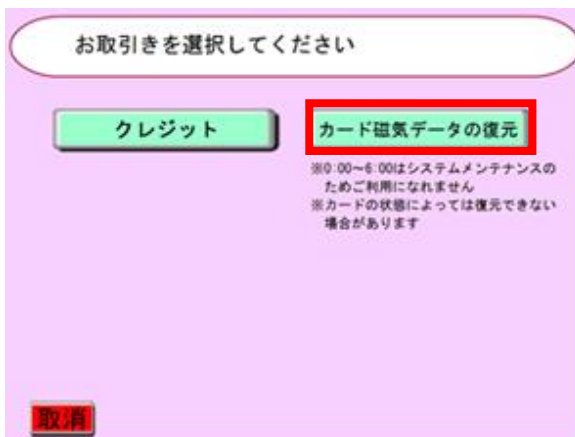 お取引きを選択してください
クレジット
カード磁気データの復元
※0:00～6:00はシステムメンテナンスの
ためご利用になれません
※カードの状態によっては復元できない
場合があります
取消